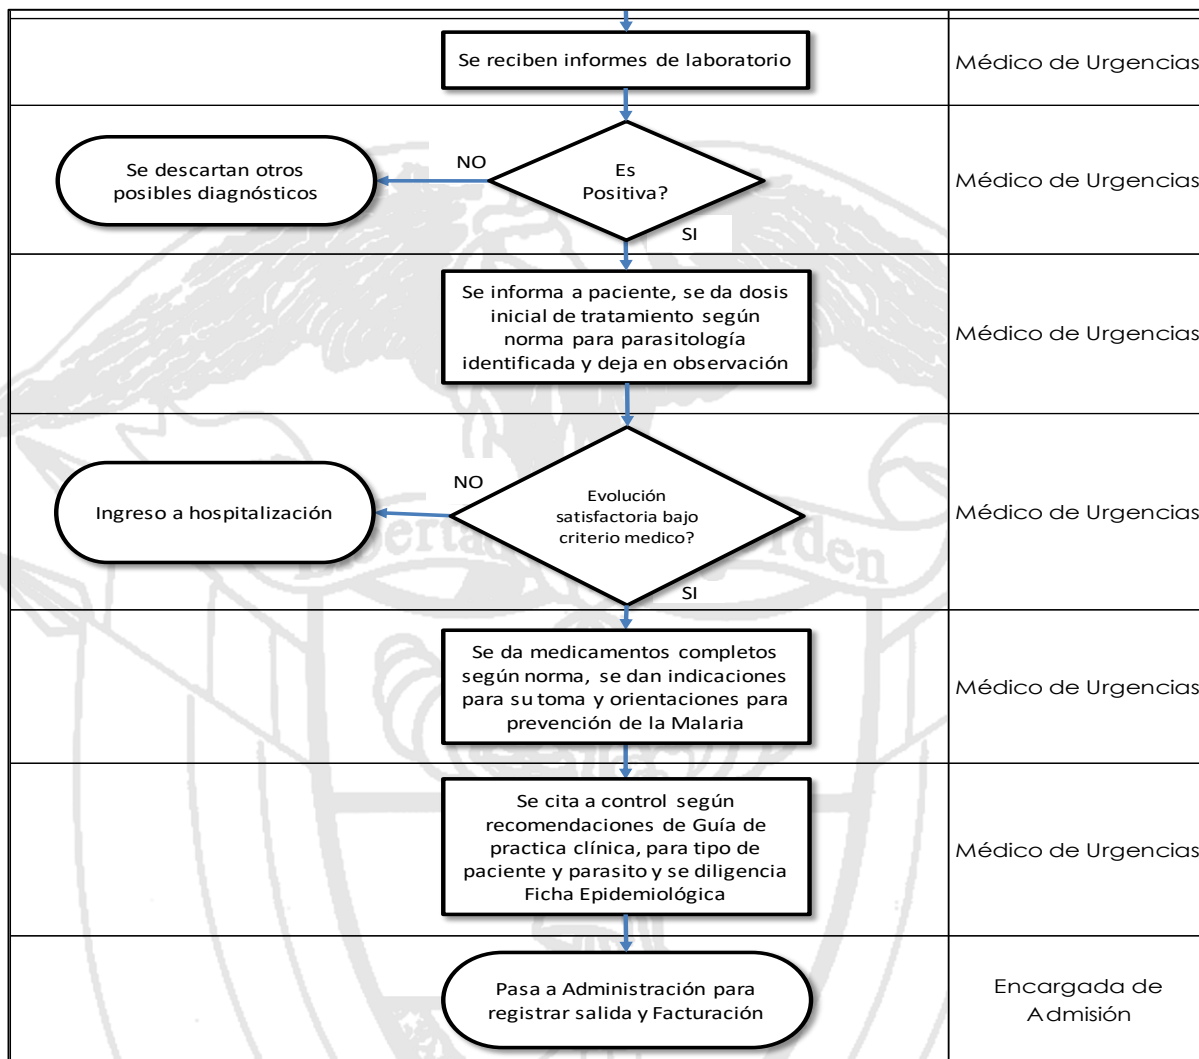 Se reciben informes de laboratorio
Médico de Urgencias
Es
Positiva?
NO
SI
Se descartan otros
posibles diagnósticos
Médico de Urgencias
Se informa a paciente, se da dosis
inicial de tratamiento según
norma para parasitología
identificada y deja en observación
Médico de Urgencias
Evolución
satisfactoria bajo
criterio medico?
NO
SI
Ingreso a hospitalización
Médico de Urgencias
Se da medicamentos completos
según norma, se dan indicaciones
para su toma y orientaciones para
prevención de la Malaria
Médico de Urgencias
Se cita a control según
recomendaciones de Guía de
practica clínica, para tipo de
paciente y parasito y se diligencia
Ficha Epidemiológica
Médico de Urgencias
Pasa a Administración para
registrar salida y Facturación
Encargada de
Admisión